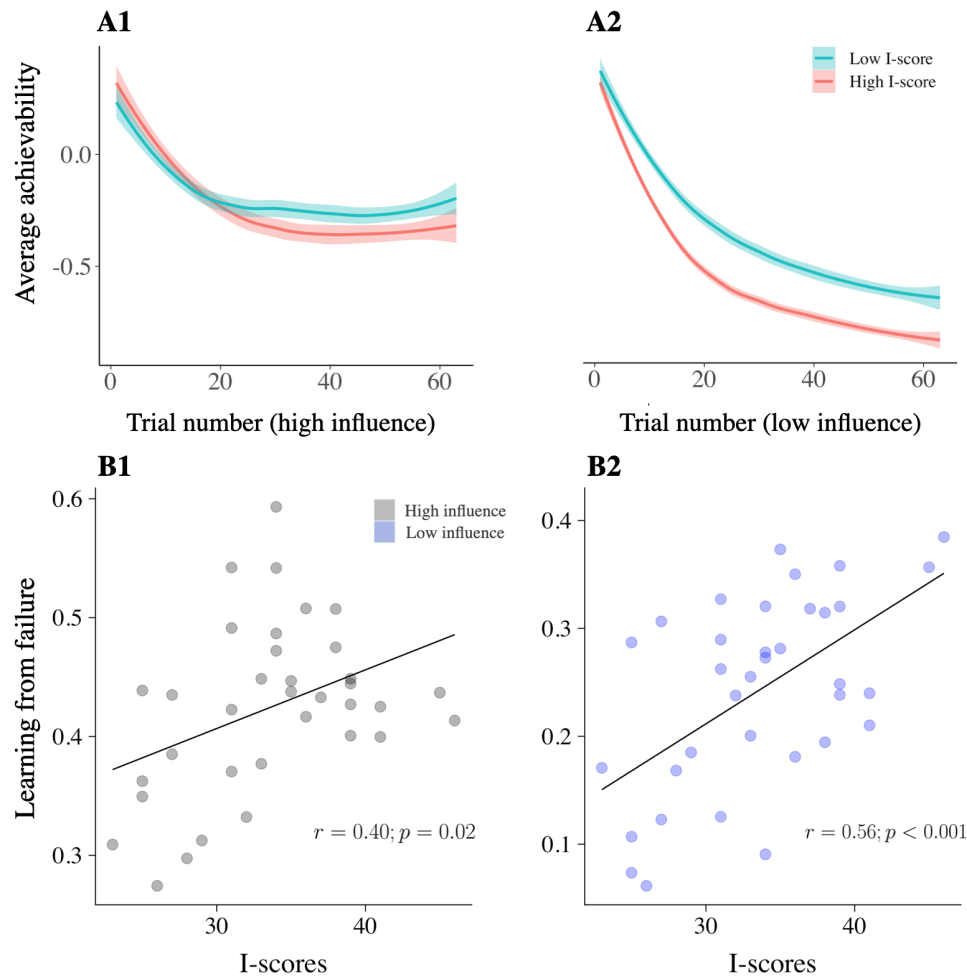 A1
A2
Average achievability
0.0
-0.5
Low I-score
High I-score
0
20
40
60
0
20
40
60
Trial number (high influence)
Trial number (low influence)
B1
B2
Learning from failure
0.6
0.5
0.4
0.3
High influence
Low influence
0.4
0.3
0.2
0.1
r = 0.40; p = 0.02
r = 0.56; p < 0.001
30
40
30
40
I-scores
I-scores